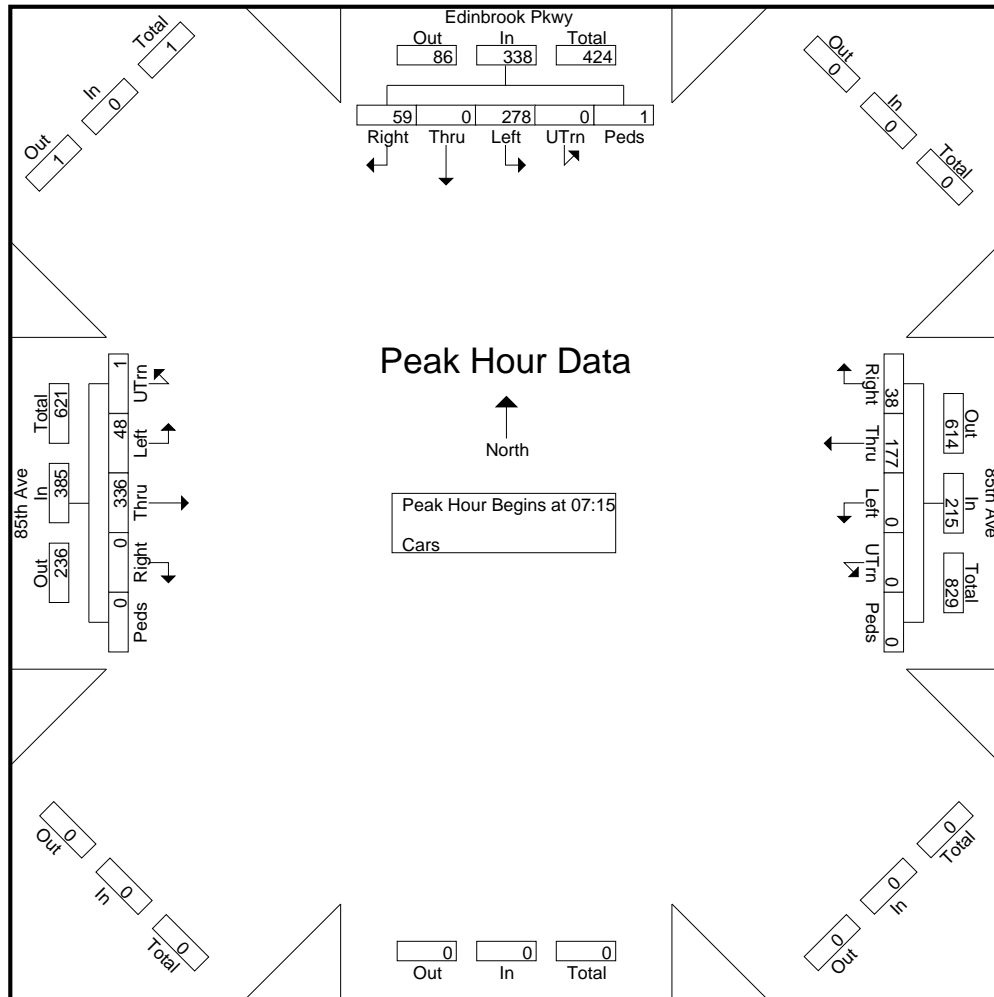 Edinbrook Pkwy
Out In Total
86 338 424
59 0 278 0 1
Right Thru Left UTrn Peds
Total
1
In
0
Out
1
Out
0
In
0
Total
0
Peak Hour Data
North
Peak Hour Begins at 07:15
Cars
85th Ave
Total In Out
621 385 236
1 48 336 0 0
UTrn Left Thru Right Peds
Right Thru Left UTrn Peds
38 177 0 0 0
Out In Total
614 215 829
85th Ave
0
Out
0
In
0
Total
0 0 0
Out In Total
0
Total
0
In
0
Out